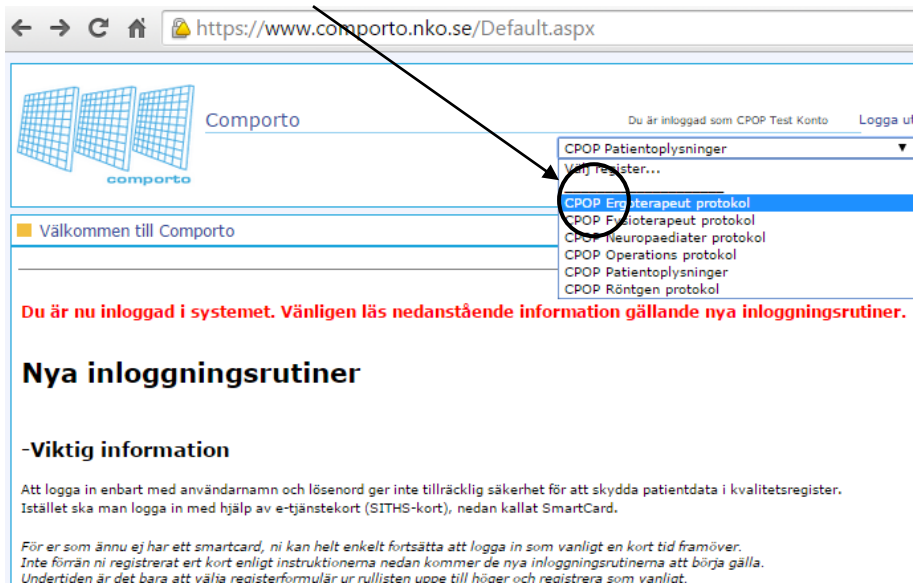 https://www.comporto.nko.se/Default.aspx
comporto
Comporto
Du är inloggad som CPOP Test Konto
Logga ut
CPOP Patientoplysninger
Välj register...
CPOP Ergoterapeut protokol
CPOP Fysioterapeut protokol
CPOP Neuropaediater protokol
CPOP Operations protokol
CPOP Patientoplysninger
CPOP Röntgen protokol
Välkommen till Comporto
Du är nu inloggad i systemet. Vänligen läs nedanstående information gällande nya inloggningsrutiner.
Nya inloggningsrutiner
-Viktig information
Att logga in enbart med användarnamn och lösenord ger inte tillräcklig säkerhet för att skydda patientdata i kvalitetsregister.
Istället ska man logga in med hjälp av e-tjänstekort (SITHS-kort), nedan kallat SmartCard.
För er som ännu ej har ett smartcard, ni kan helt enkelt fortsätta att logga in som vanligt en kort tid framöver.
Inte förrän ni registrerat ert kort enligt instruktionerna nedan kommer de nya inloggningsrutinerna att börja gälla.
Undertiden är det bara att välja registerformulär ur rullisten uppe till höger och registrera som vanligt.